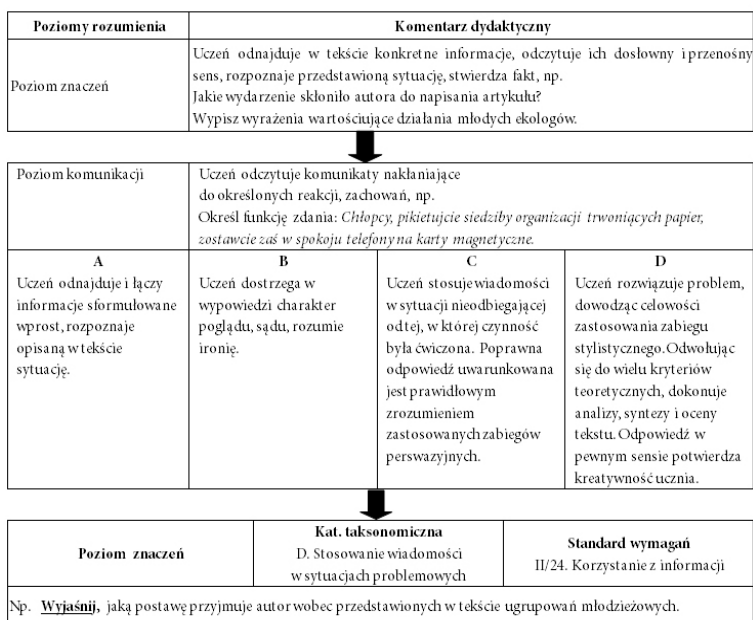 Poziomy rozumienia
Komentarz dydaktyczny
Poziom znaczeń
Uczeń odnajduje w tekście konkretne informacje, odczytuje ich dosłowny i przenośny
sens, rozpoznaje przedstawioną sytuację, stwierdza fakt, np.
Jakie wydarzenie skłoniło autora do napisania artykułu?
Wypisz wyrażenia wartościujące działania młodych ekologów.
Poziom komunikacji
Uczeń odczytuje komunikaty nakłaniające
do określonych reakcji, zachowań, np.
Określ funkcję zdania: Chłopcy, pikietujcie siedziby organizacji trwoniących papier,
zostawcie zaś w spokoju telefony na karty magnetyczne.
A
Uczeń odnajduje i łączy
informacje sformułowane
wprost, rozpoznaje
opisaną w tekście
sytuację.
B
Uczeń dostrzega w
wypowiedzi charakter
poglądu, sądu, rozumie
ironię.
C
Uczeń stosuje wiadomości
w sytuacji nieodbiegającej
od tej, w której czynność
była ćwiczona. Poprawna
odpowiedź uwarunkowana
jest prawidłowym
zrozumieniem
zastosowanych zabiegów
perswazyjnych.
D
Uczeń rozwiązuje problem,
dowodząc celowości
zastosowania zabiegu
stylistycznego. Odwołując
się do wielu kryteriów
teoretycznych, dokonuje
analizy, syntezy i oceny
tekstu. Odpowiedź w
pewnym sensie potwierdza
kreatywność ucznia.
Poziom znaczeń
Kat. taksonomiczna
D. Stosowanie wiadomości
w sytuacjach problemowych
Standard wymagań
II/24. Korzystanie z informacji
Np. Wyjaśnij, jaką postawę przyjmuje autor wobec przedstawionych w tekście ugrupowań młodzieżowych.